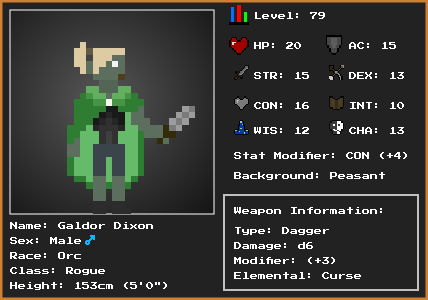 Level: 79
HP: 20 AC: 15
STR: 15 DEX: 13
CON: 16 INT: 10
WIS: 12 CHA: 13
Stat Modifier: CON (+4)
Background: Peasant
Weapon Information:
Type: Dagger
Damage: d6
Modifier: (+3)
Elemental: Curse
Name: Galdor Dixon
Sex: Male
Race: Orc
Class: Rogue
Height: 153cm (5'0")